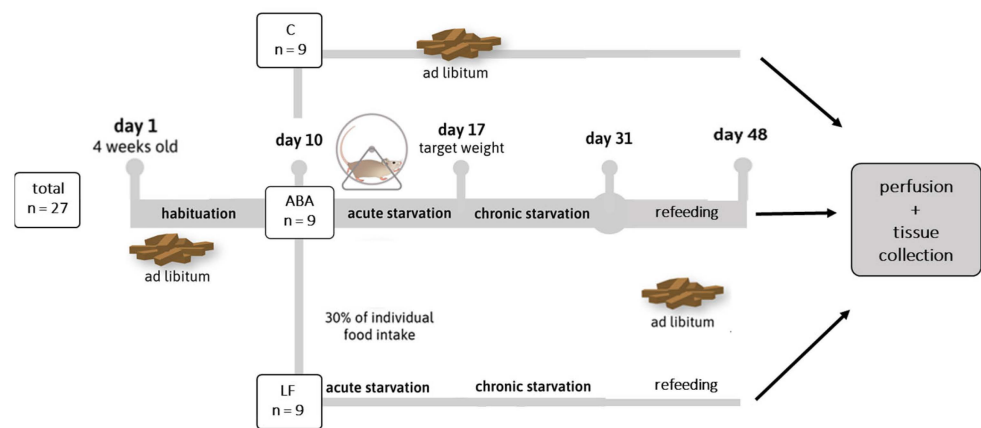 C
n = 9
ad libitum
day 1
4 weeks old
day 10
day 17
target weight
day 31
day 48
total
n = 27
habituation
ABA
n = 9
acute starvation
chronic starvation
refeeding
perfusion
+
tissue
collection
ad libitum
30% of individual
food intake
ad libitum
LF
n = 9
acute starvation
chronic starvation
refeeding